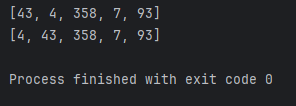 [43, 4, 358, 7, 93]
[4, 43, 358, 7, 93]
Process finished with exit code 0